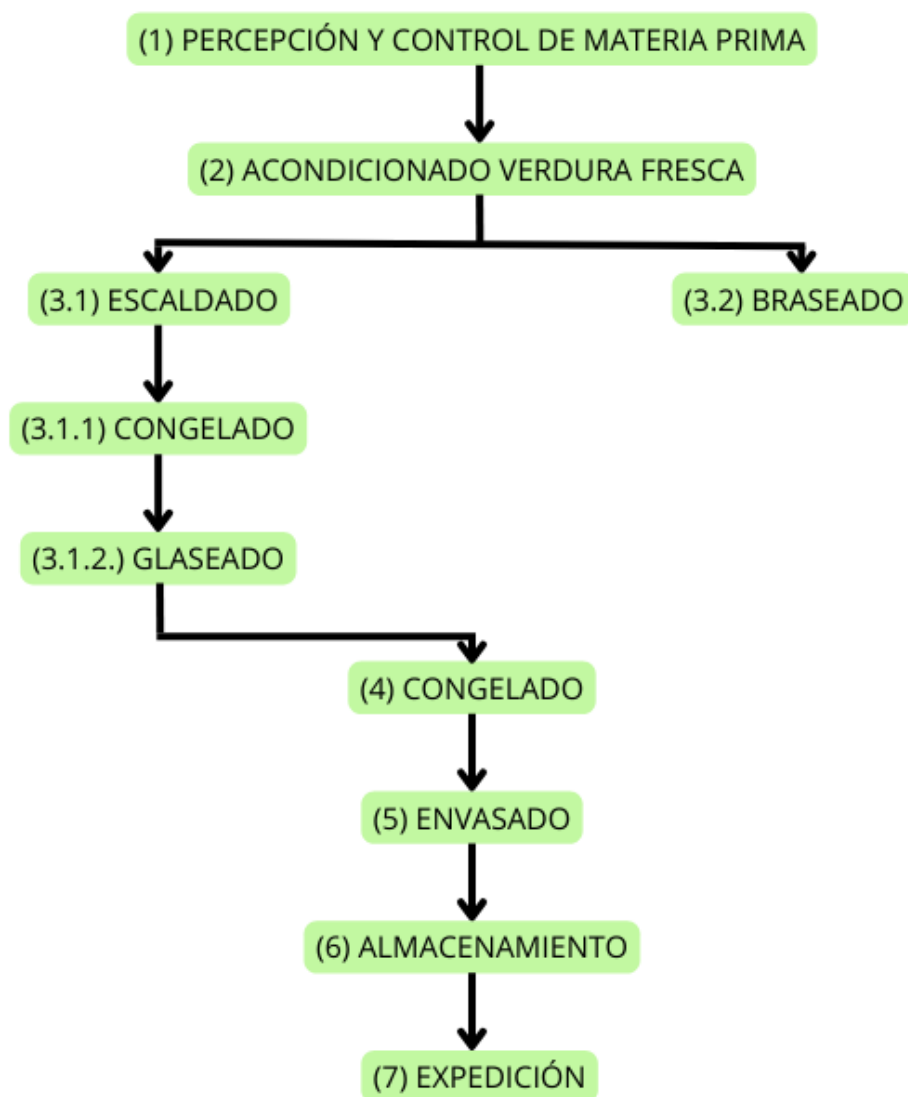 (1) PERCEPCIÓN Y CONTROL DE MATERIA PRIMA
(2) ACONDICIONADO VERDURA FRESCA
(3.1) ESCALDADO
(3.2) BRASEADO
(3.1.1) CONGELADO
(3.1.2.) GLASEADO
(4) CONGELADO
(5) ENVASADO
(6) ALMACENAMIENTO
(7) EXPEDICIÓN